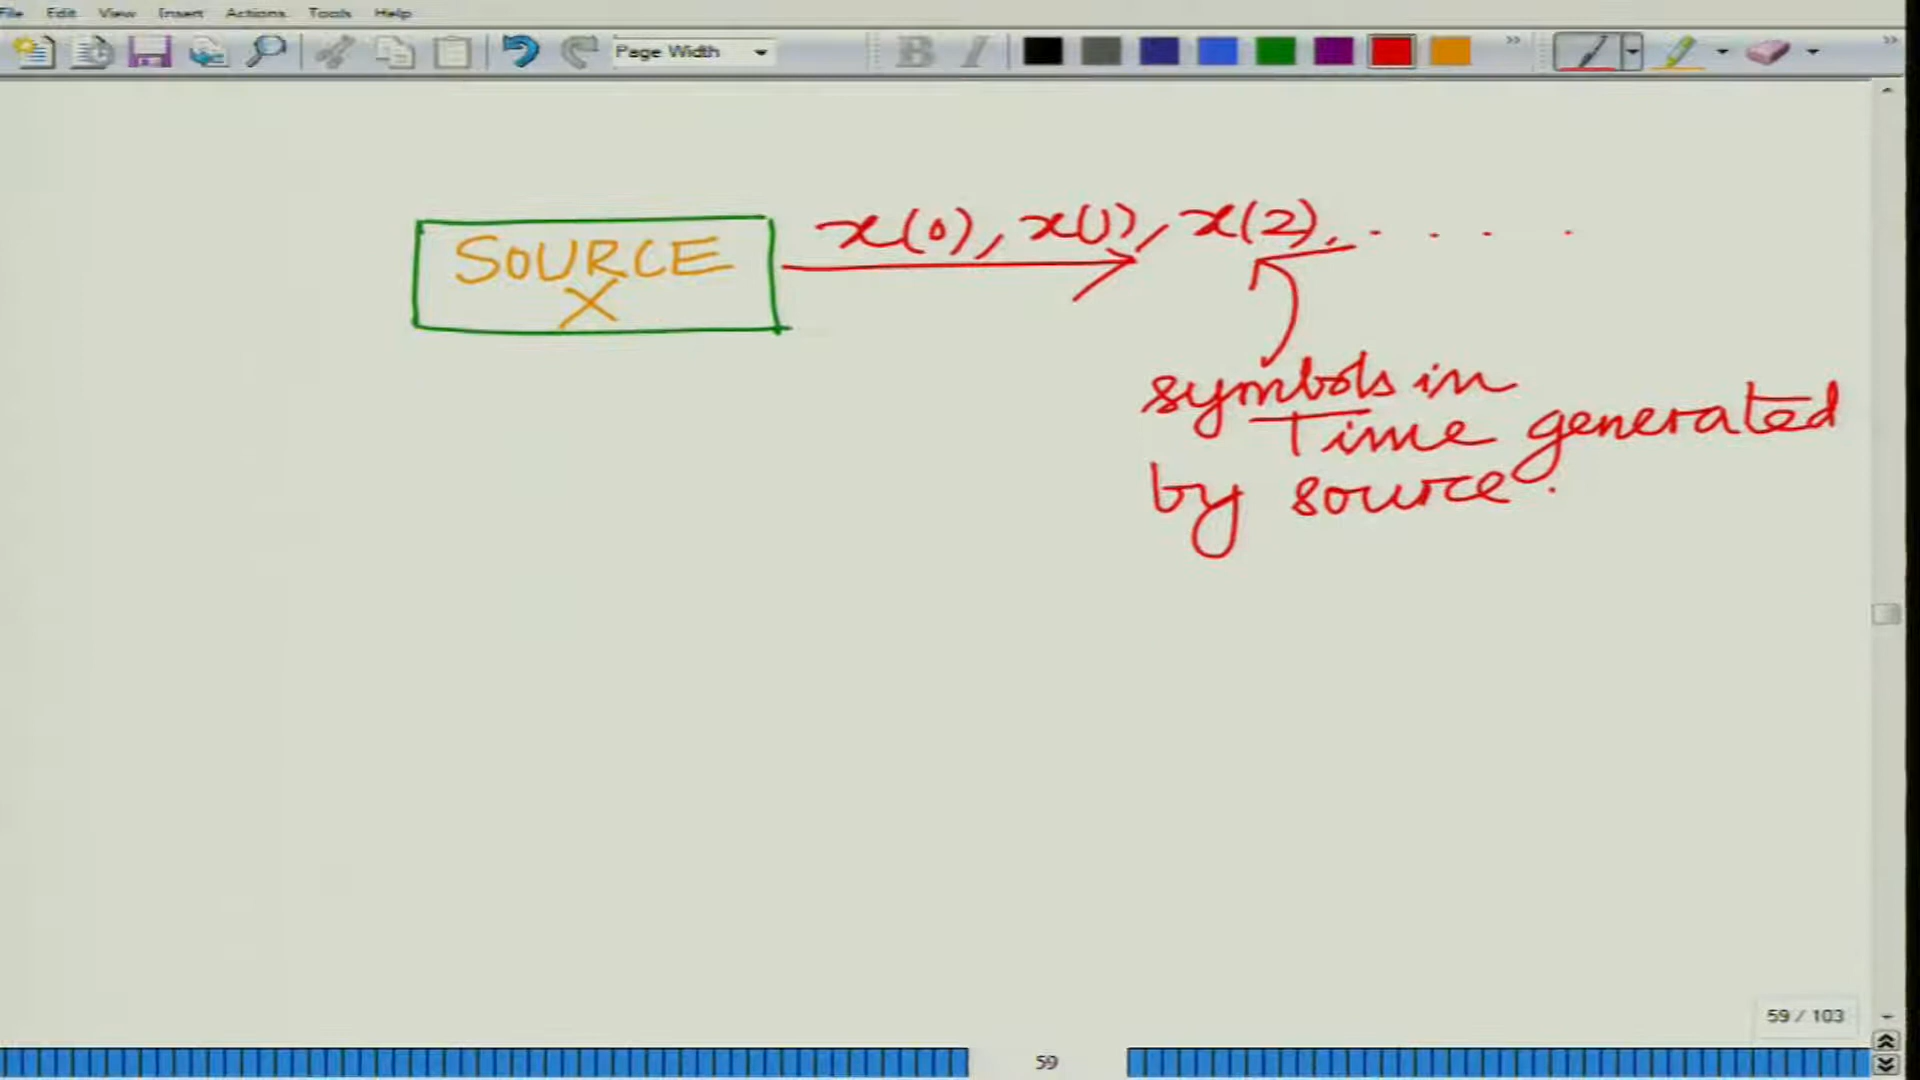 File Edit View Insert Actions Tools Help
Page Width
B I
SOURCE
X
x(0), x(1), x(2), . . . .
symbols in
Time generated
by source.
59 / 103
59